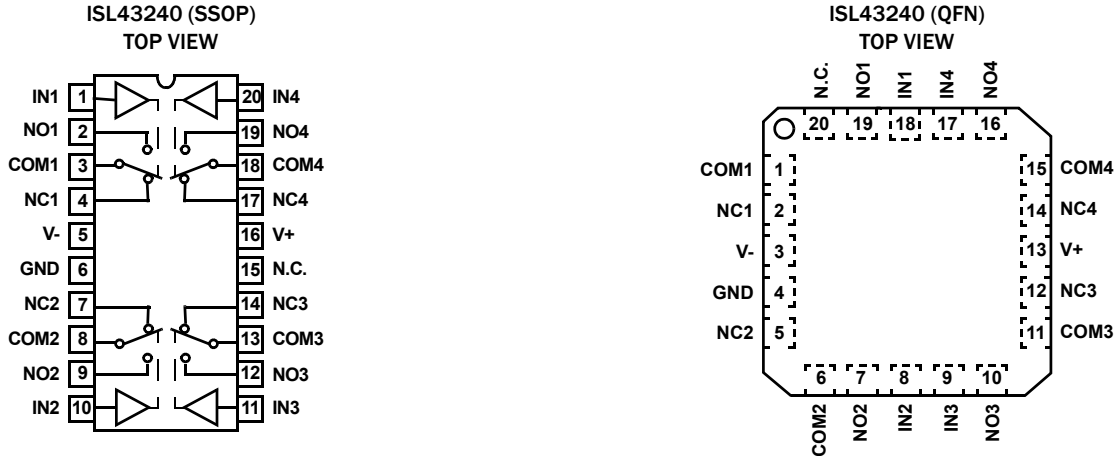 ISL43240 (SSOP)
TOP VIEW
IN1 1 20 IN4
NO1 2 19 NO4
COM1 3 18 COM4
NC1 4 17 NC4
V- 5 16 V+
GND 6 15 N.C.
NC2 7 14 NC3
COM2 8 13 COM3
NO2 9 12 NO3
IN2 10 11 IN3
ISL43240 (QFN)
TOP VIEW
N.C. NO1 IN1 IN4 NO4
20 19 18 17 16
COM1 1 15 COM4
NC1 2 14 NC4
V- 3 13 V+
GND 4 12 NC3
NC2 5 11 COM3
6 7 8 9 10
COM2 NO2 IN2 IN3 NO3